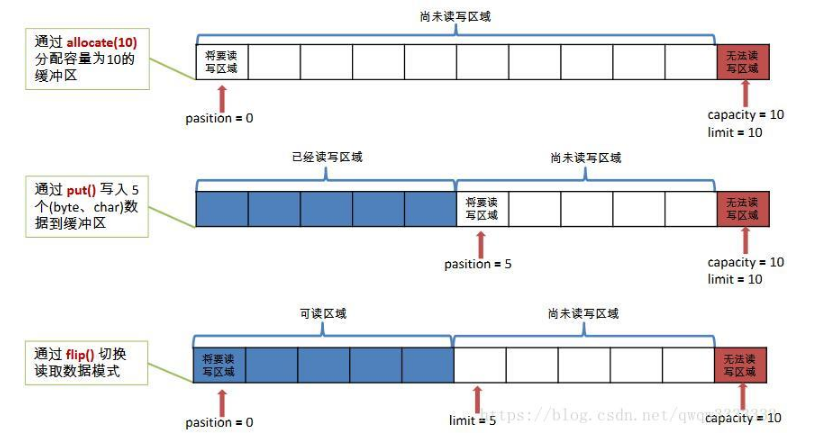 尚未读写区域
通过 allocate(10)
分配容量为10的
缓冲区
将要读
写区域
无法读
写区域
pasition = 0
capacity = 10
limit = 10
已经读写区域
尚未读写区域
通过 put() 写入 5
个(byte、char)数
据到缓冲区
将要读
写区域
无法读
写区域
pasition = 5
capacity = 10
limit = 10
可读区域
尚未读写区域
通过 flip() 切换
读取数据模式
将要读
写区域
无法读
写区域
pasition = 0
limit = 5
capacity = 10